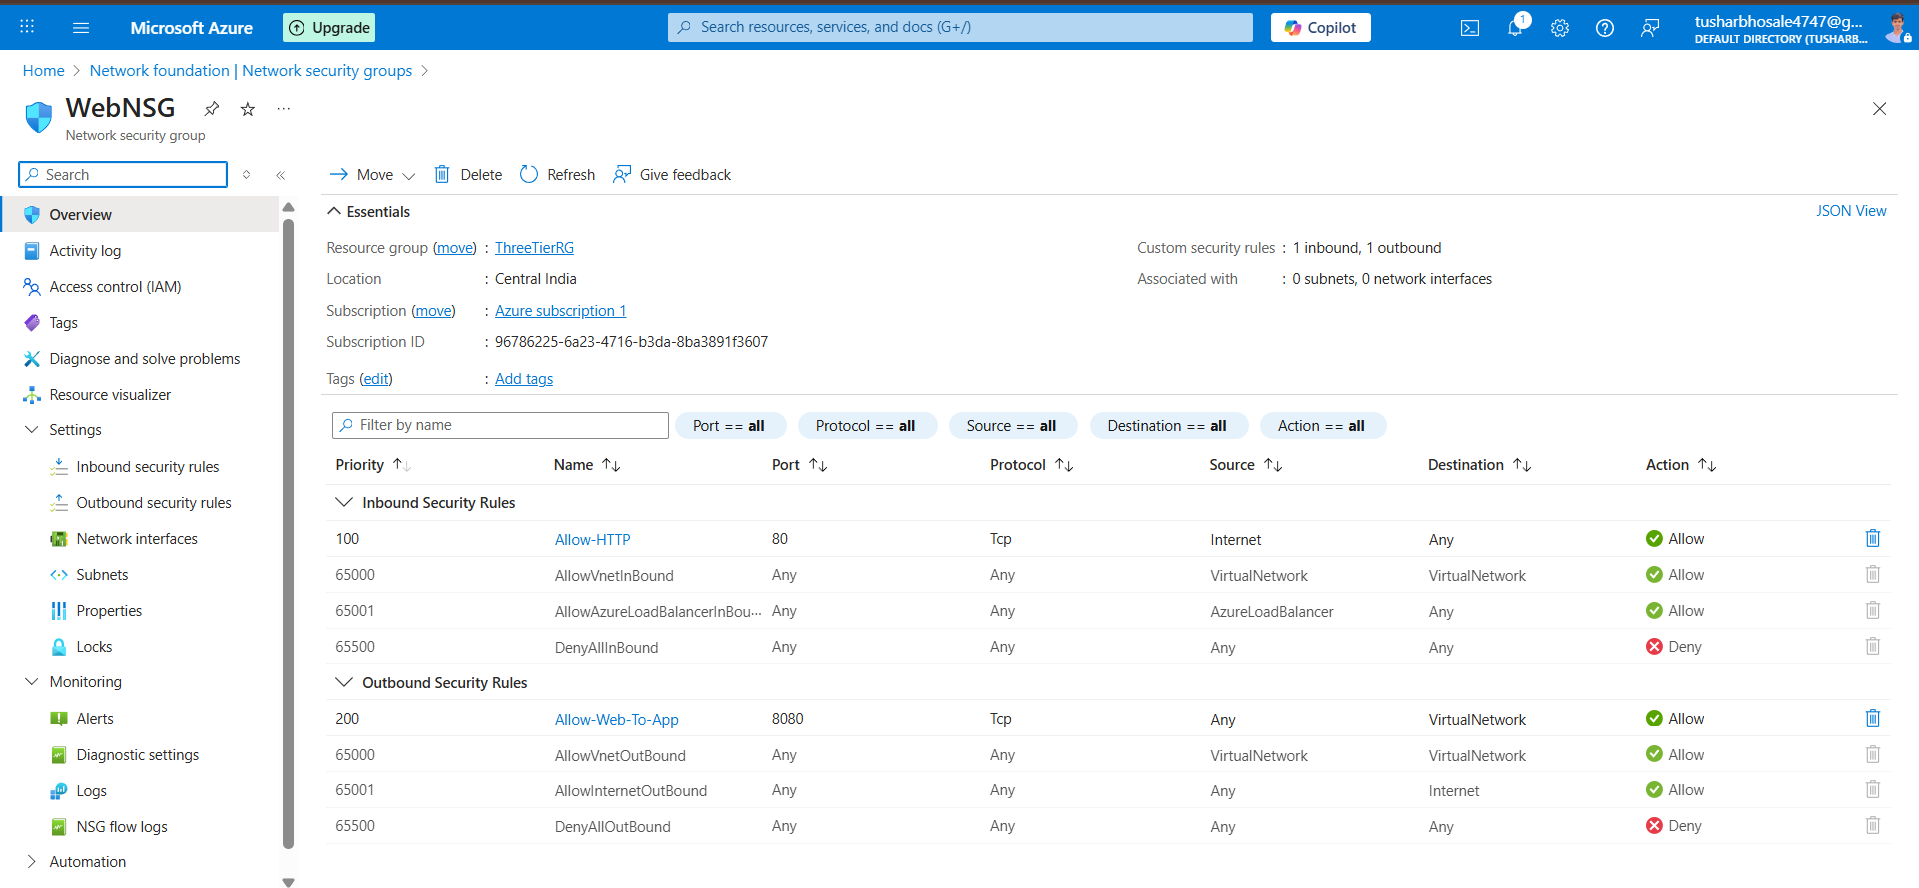 Microsoft Azure
Upgrade
Search resources, services, and docs (G+/)
Copilot
1
tusharbhosale4747@g...
DEFAULT DIRECTORY (TUSHARB...
Home > Network foundation | Network security groups >
WebNSG
Network security group
Search
Overview
Activity log
Access control (IAM)
Tags
Diagnose and solve problems
Resource visualizer
Settings
Inbound security rules
Outbound security rules
Network interfaces
Subnets
Properties
Locks
Monitoring
Alerts
Diagnostic settings
Logs
NSG flow logs
Automation
Move Delete Refresh Give feedback
Essentials
JSON View
Resource group (move) : ThreeTierRG
Location : Central India
Subscription (move) : Azure subscription 1
Subscription ID : 96786225-6a23-4716-b3da-8ba3891f3607
Tags (edit) : Add tags
Custom security rules : 1 inbound, 1 outbound
Associated with : 0 subnets, 0 network interfaces
Filter by name Port == all Protocol == all Source == all Destination == all Action == all
Priority Name Port Protocol Source Destination Action
Inbound Security Rules
100 Allow-HTTP 80 Tcp Internet Any Allow
65000 AllowVnetInBound Any Any VirtualNetwork VirtualNetwork Allow
65001 AllowAzureLoadBalancerInBou... Any Any AzureLoadBalancer Any Allow
65500 DenyAllInBound Any Any Any Any Deny
Outbound Security Rules
200 Allow-Web-To-App 8080 Tcp Any VirtualNetwork Allow
65000 AllowVnetOutBound Any Any VirtualNetwork VirtualNetwork Allow
65001 AllowInternetOutBound Any Any Any Internet Allow
65500 DenyAllOutBound Any Any Any Any Deny